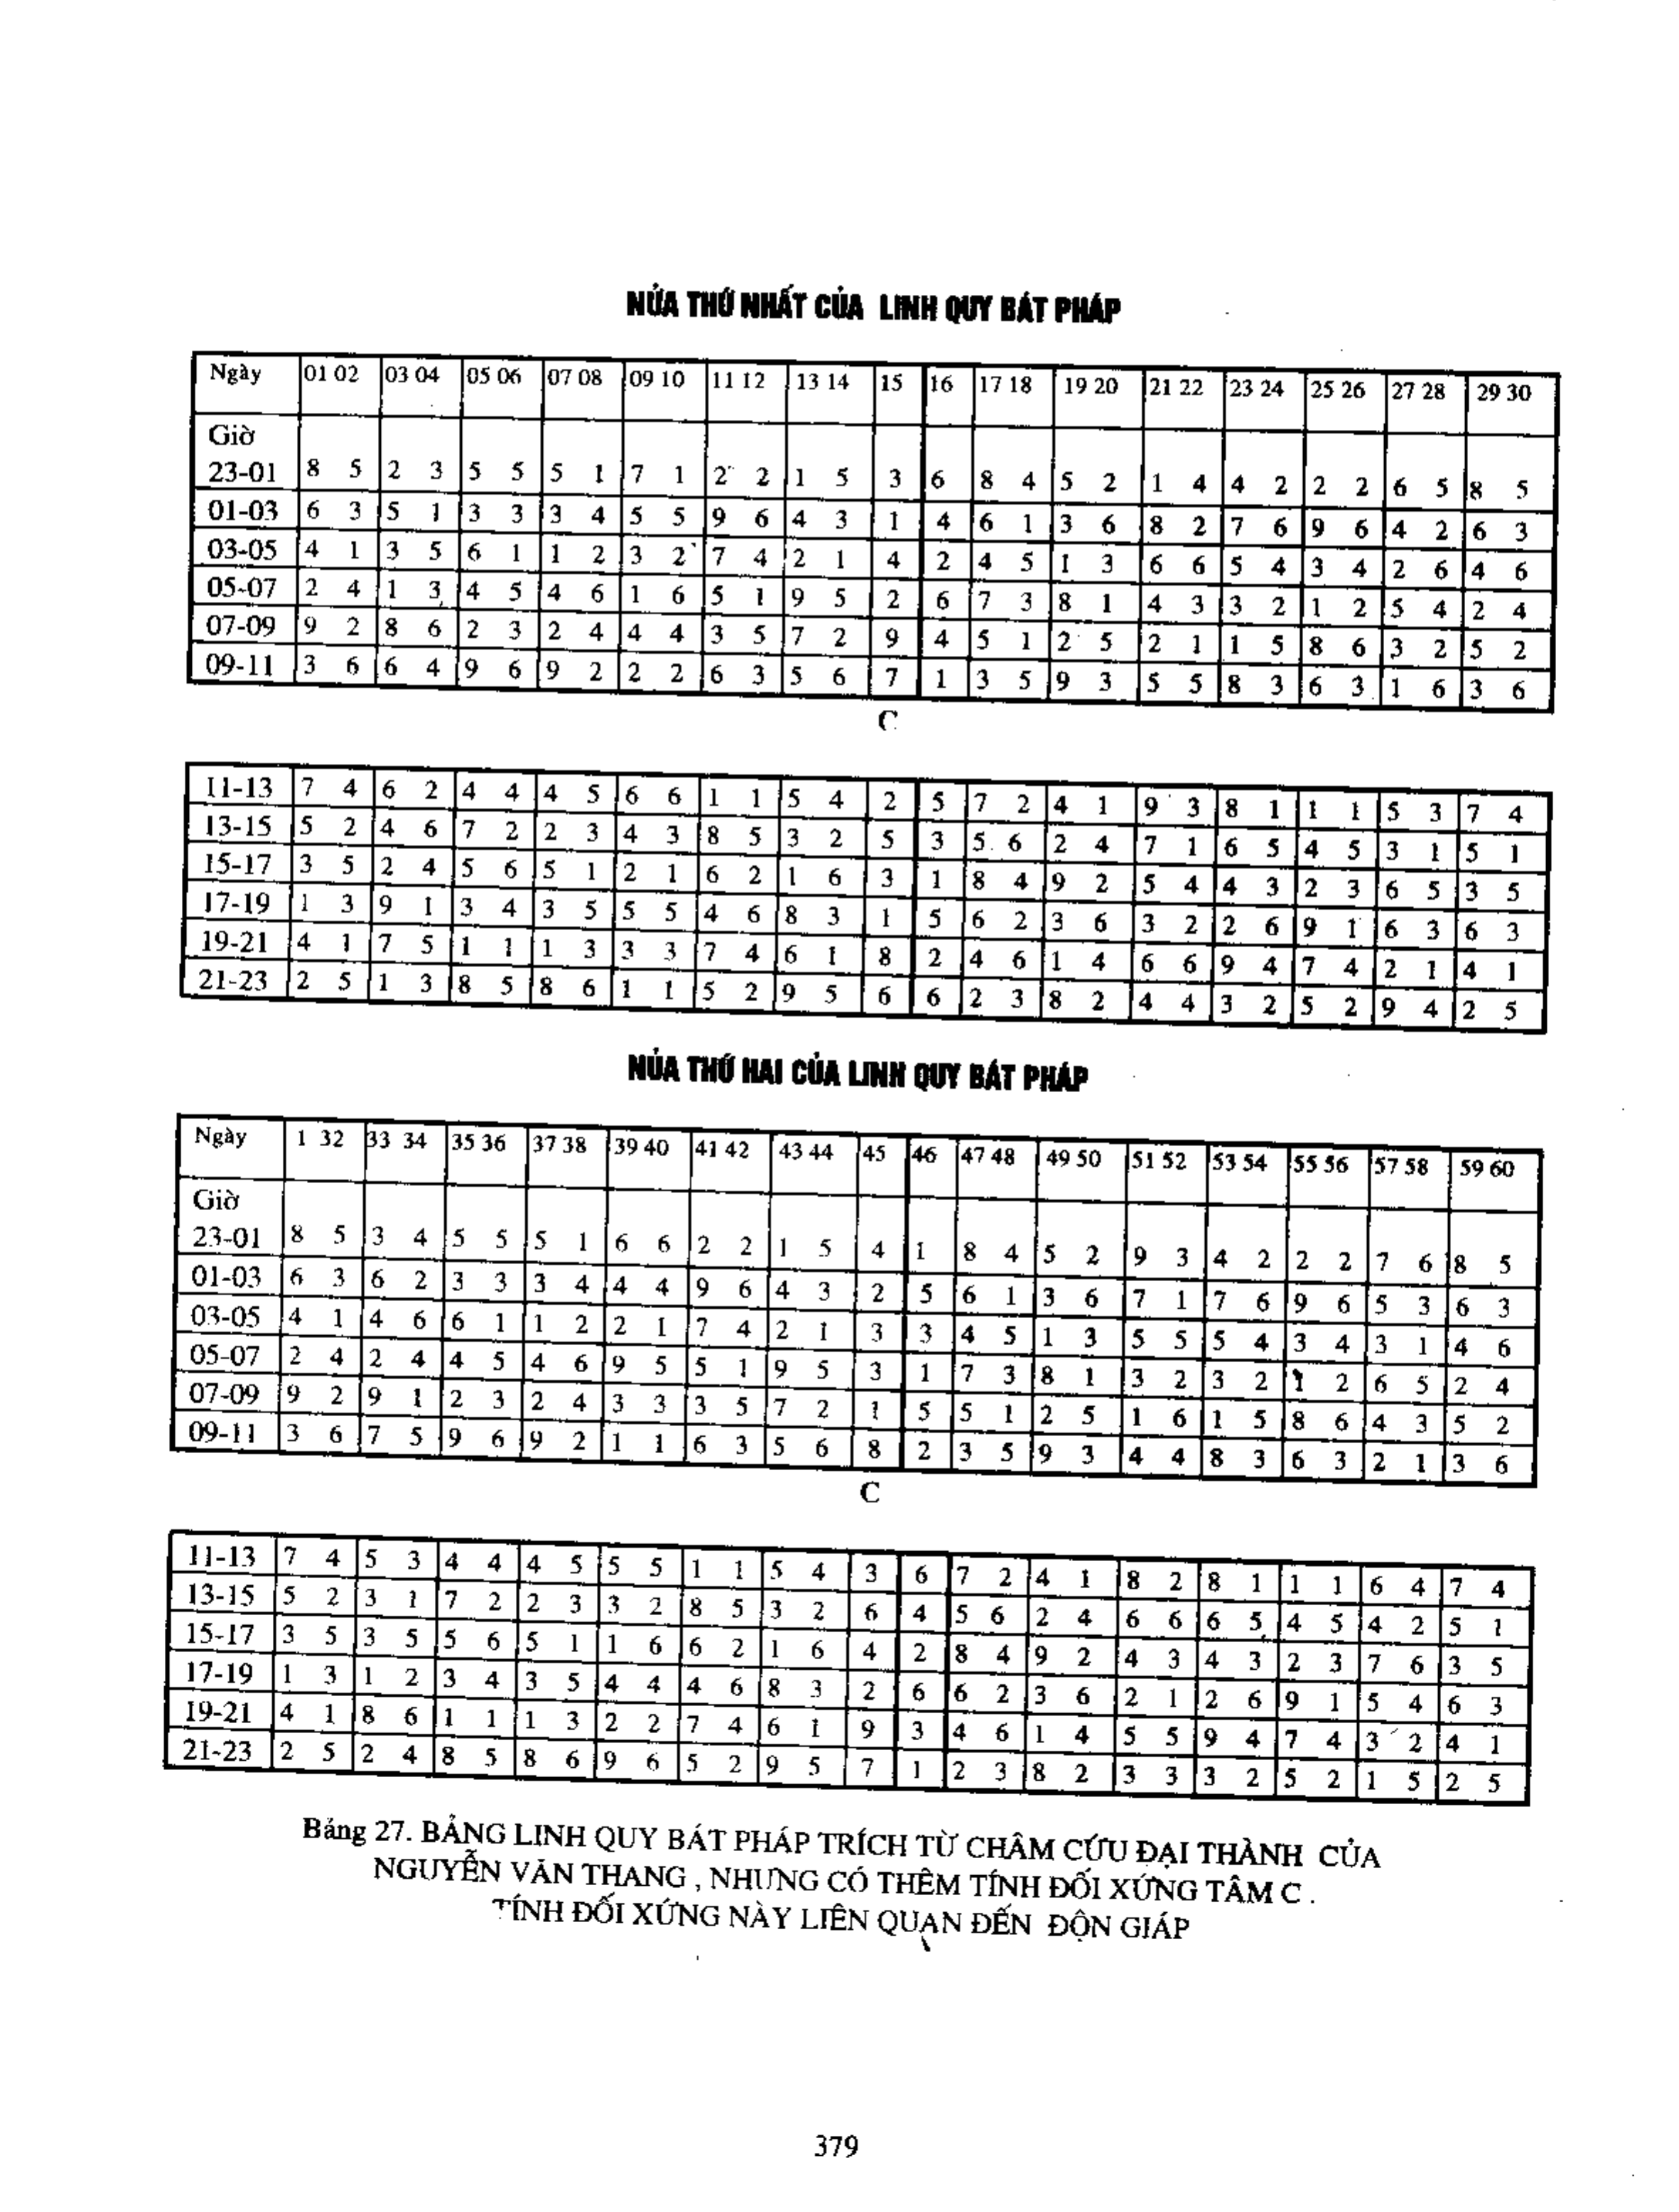 NỬA THỨ NHẤT CỦA LINH QUY BÁT PHÁP
Ngày 01 02 03 04 05 06 07 08 09 10 11 12 13 14 15 16 17 18 19 20 21 22 23 24 25 26 27 28 29 30
Giờ
23-01 8 5 2 3 5 5 5 1 7 1 2 2 1 5 3 6 8 4 5 2 1 4 4 2 2 2 6 5 8 5
01-03 6 3 5 1 3 3 3 4 5 5 9 6 4 3 1 4 6 1 3 6 8 2 7 6 9 6 4 2 6 3
03-05 4 1 3 5 6 1 1 2 3 2 7 4 2 1 4 2 4 5 1 3 6 6 5 4 3 4 2 6 4 6
05-07 2 4 1 3 4 5 4 6 1 6 5 1 9 5 2 6 7 3 8 1 4 3 3 2 1 2 5 4 2 4
07-09 9 2 8 6 2 3 2 4 4 4 3 5 7 2 9 4 5 1 2 5 2 1 1 5 8 6 3 2 5 2
09-11 3 6 6 4 9 6 9 2 2 2 6 3 5 6 7 1 3 5 9 3 5 5 8 3 6 3 1 6 3 6
C
11-13 7 4 6 2 4 4 4 5 6 6 1 1 5 4 2 5 7 2 4 1 9 3 8 1 1 1 5 3 7 4
13-15 5 2 4 6 7 2 2 3 4 3 8 5 3 2 5 3 5 6 2 4 7 1 6 5 4 5 3 1 5 1
15-17 3 5 2 4 5 6 5 1 2 1 6 2 1 6 3 1 8 4 9 2 5 4 4 3 2 3 6 5 3 5
17-19 1 3 9 1 3 4 3 5 5 5 4 6 8 3 1 5 6 2 3 6 3 2 2 6 9 1 6 3 6 3
19-21 4 1 7 5 1 1 1 3 3 3 7 4 6 1 8 2 4 6 1 4 6 6 9 4 7 4 2 1 4 1
21-23 2 5 1 3 8 5 8 6 1 1 5 2 9 5 6 6 2 3 8 2 4 4 3 2 5 2 9 4 2 5
NỦA THỨ HAI CỦA LINH QUY BÁT PHÁP
Ngày 1 32 33 34 35 36 37 38 39 40 41 42 43 44 45 46 47 48 49 50 51 52 53 54 55 56 57 58 59 60
Giờ
23-01 8 5 3 4 5 5 5 1 6 6 2 2 1 5 4 1 8 4 5 2 9 3 4 2 2 2 7 6 8 5
01-03 6 3 6 2 3 3 3 4 4 4 9 6 4 3 2 5 6 1 3 6 7 1 7 6 9 6 5 3 6 3
03-05 4 1 4 6 6 1 1 2 2 1 7 4 2 1 3 3 4 5 1 3 5 5 5 4 3 4 3 1 4 6
05-07 2 4 2 4 4 5 4 6 9 5 5 1 9 5 3 1 7 3 8 1 3 2 3 2 1 2 6 5 2 4
07-09 9 2 9 1 2 3 2 4 3 3 3 5 7 2 1 5 5 1 2 5 1 6 1 5 8 6 4 3 5 2
09-11 3 6 7 5 9 6 9 2 1 1 6 3 5 6 8 2 3 5 9 3 4 4 8 3 6 3 2 1 3 6
C
11-13 7 4 5 3 4 4 4 5 5 5 1 1 5 4 3 6 7 2 4 1 8 2 8 1 1 1 6 4 7 4
13-15 5 2 3 1 7 2 2 3 3 2 8 5 3 2 6 4 5 6 2 4 6 6 6 5 4 5 4 2 5 1
15-17 3 5 3 5 5 6 5 1 1 6 6 2 1 6 4 2 8 4 9 2 4 3 4 3 2 3 7 6 3 5
17-19 1 3 1 2 3 4 3 5 4 4 4 6 8 3 2 6 6 2 3 6 2 1 2 6 9 1 5 4 6 3
19-21 4 1 8 6 1 1 1 3 2 2 7 4 6 1 9 3 4 6 1 4 5 5 9 4 7 4 3 2 4 1
21-23 2 5 2 4 8 5 8 6 9 6 5 2 9 5 7 1 2 3 8 2 3 3 3 2 5 2 1 5 2 5
Bảng 27. BẢNG LINH QUY BÁT PHÁP TRÍCH TỪ CHÂM CỨU ĐẠI THÀNH CỦA
NGUYỄN VĂN THANG , NHƯNG CÓ THÊM TÍNH ĐỐI XỨNG TÂM C .
TÍNH ĐỐI XỨNG NÀY LIÊN QUAN ĐẾN ĐỘN GIÁP
379